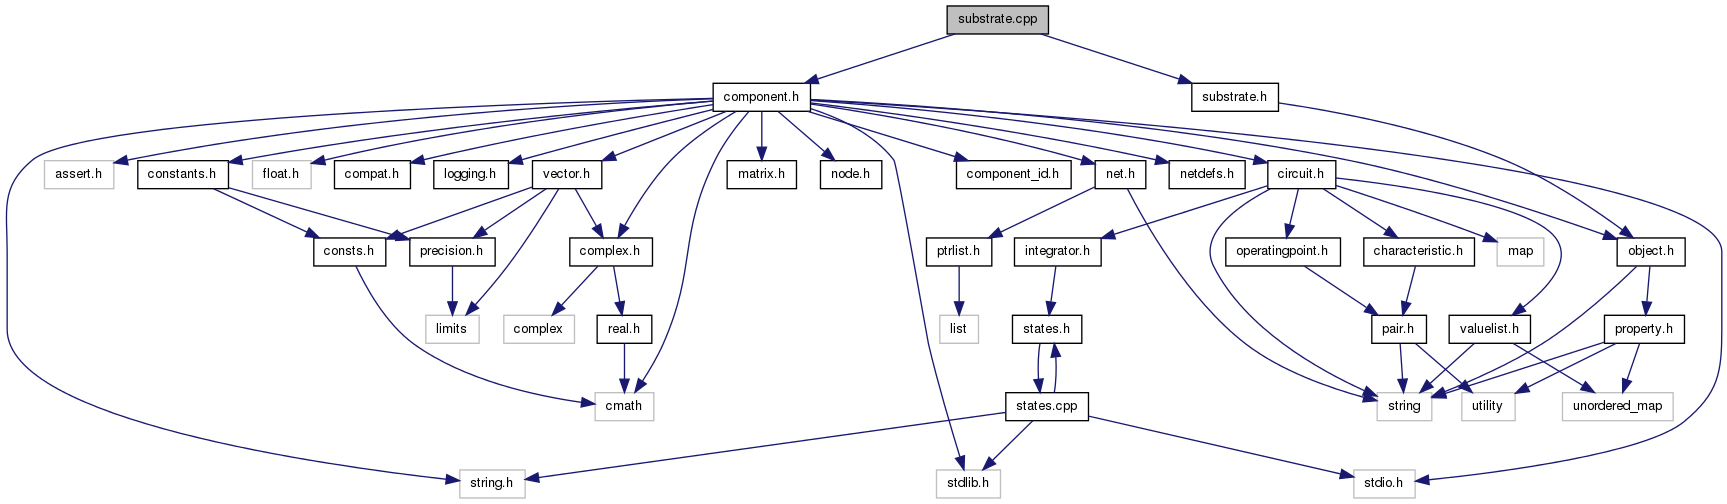 substrate.cpp
component.h
substrate.h
assert.h
constants.h
float.h
compat.h
logging.h
vector.h
matrix.h
node.h
component_id.h
net.h
netdefs.h
circuit.h
consts.h
precision.h
complex.h
ptrlist.h
integrator.h
operatingpoint.h
characteristic.h
map
object.h
limits
complex
real.h
list
states.h
pair.h
valuelist.h
property.h
cmath
states.cpp
string
utility
unordered_map
string.h
stdlib.h
stdio.h